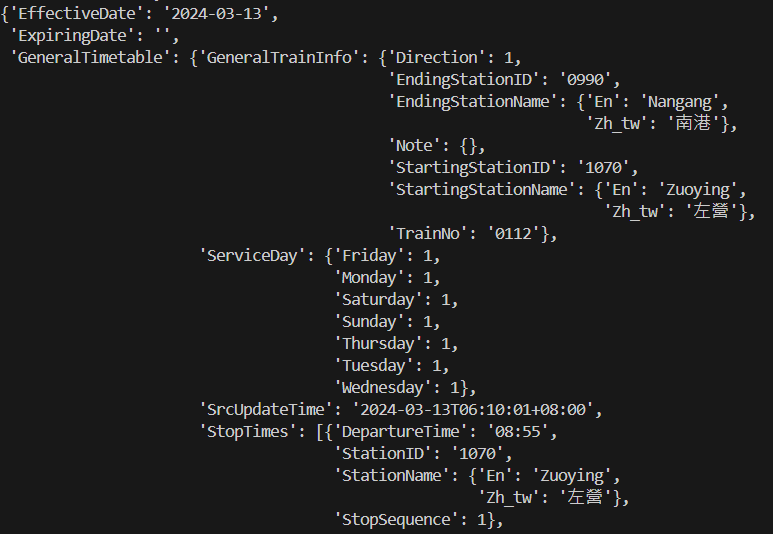 {'EffectiveDate': '2024-03-13',
 'ExpiringDate': '',
 'GeneralTimetable': {'GeneralTrainInfo': {'Direction': 1,
                                           'EndingStationID': '0990',
                                           'EndingStationName': {'En': 'Nangang',
                                                                 'Zh_tw': '南港'},
                                           'Note': {},
                                           'StartingStationID': '1070',
                                           'StartingStationName': {'En': 'Zuoying',
                                                                   'Zh_tw': '左營'},
                                           'TrainNo': '0112'},
                      'ServiceDay': {'Friday': 1,
                                     'Monday': 1,
                                     'Saturday': 1,
                                     'Sunday': 1,
                                     'Thursday': 1,
                                     'Tuesday': 1,
                                     'Wednesday': 1},
                      'SrcUpdateTime': '2024-03-13T06:10:01+08:00',
                      'StopTimes': [{'DepartureTime': '08:55',
                                     'StationID': '1070',
                                     'StationName': {'En': 'Zuoying',
                                                     'Zh_tw': '左營'},
                                     'StopSequence': 1},